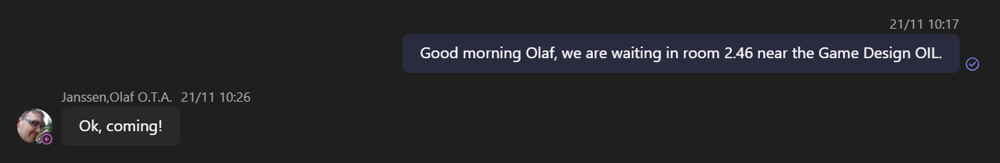 21/11 10:17
Good morning Olaf, we are waiting in room 2.46 near the Game Design OIL.
Janssen,Olaf O.T.A. 21/11 10:26
Ok, coming!